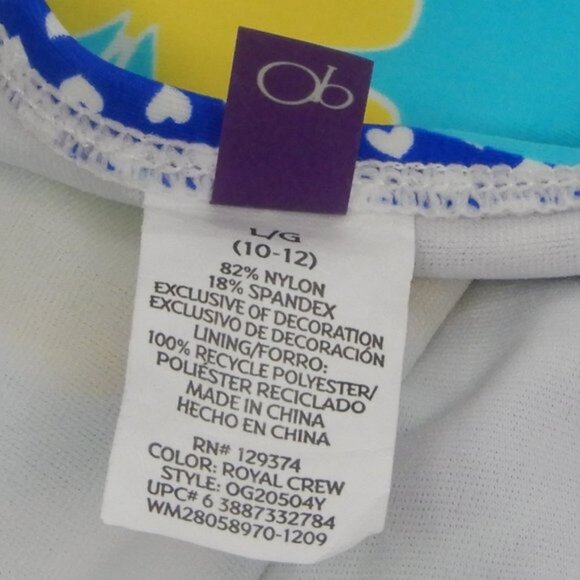 Ob
L/G
(10-12)
82% NYLON
18% SPANDEX
EXCLUSIVE OF DECORATION
EXCLUSIVO DE DECORACIÓN
LINING/FORRO:
100% RECYCLE POLYESTER/
POLIÉSTER RECICLADO
MADE IN CHINA
HECHO EN CHINA
RN# 129374
COLOR: ROYAL CREW
STYLE: OG20504Y
UPC# 6 3887332784
WM28058970-1209